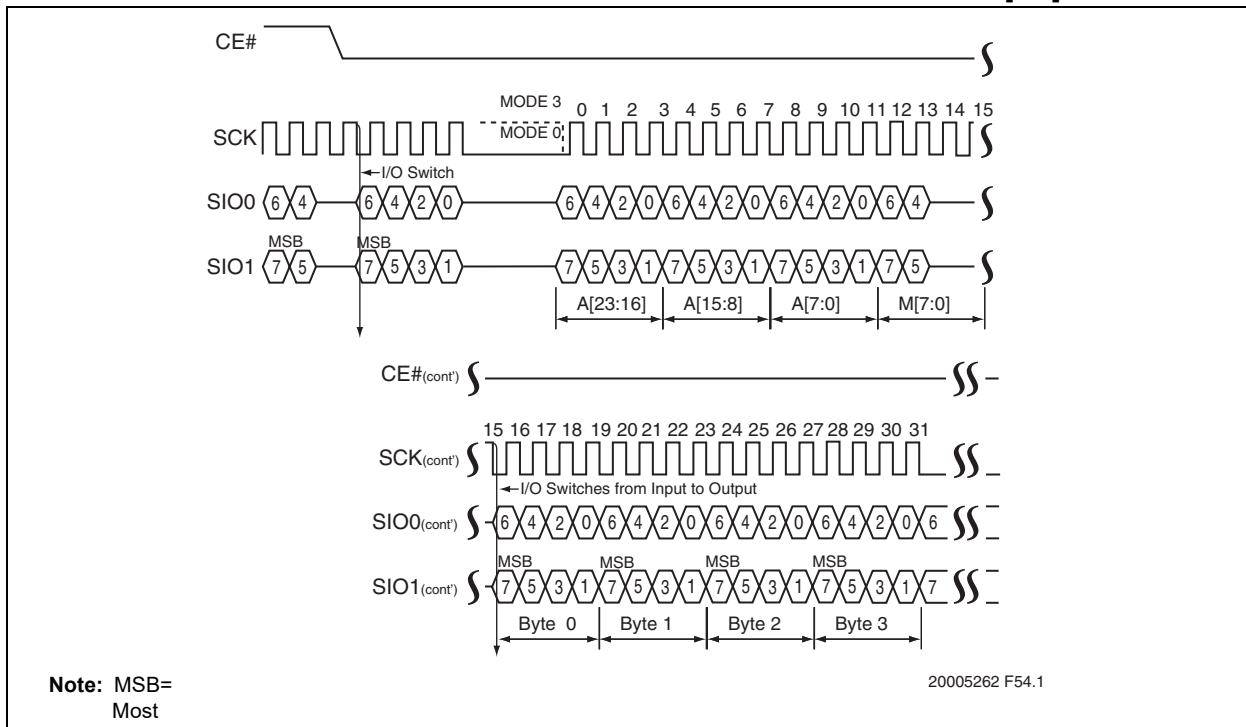 CE#
MODE 3
0 1 2 3 4 5 6 7 8 9 10 11 12 13 14 15
SCK
MODE 0
I/O Switch
SIO0 6 4 6 4 2 0 6 4 2 0 6 4 2 0 6 4 2 0 6 4
MSB MSB
SIO1 7 5 7 5 3 1 7 5 3 1 7 5 3 1 7 5 3 1 7 5
A[23:16] A[15:8] A[7:0] M[7:0]
CE#(cont')
15 16 17 18 19 20 21 22 23 24 25 26 27 28 29 30 31
SCK(cont')
I/O Switches from Input to Output
SIO0(cont') 6 4 2 0 6 4 2 0 6 4 2 0 6 4 2 0 6
MSB MSB MSB MSB
SIO1(cont') 7 5 3 1 7 5 3 1 7 5 3 1 7 5 3 1 7
Byte 0 Byte 1 Byte 2 Byte 3
20005262 F54.1
Note: MSB=
Most